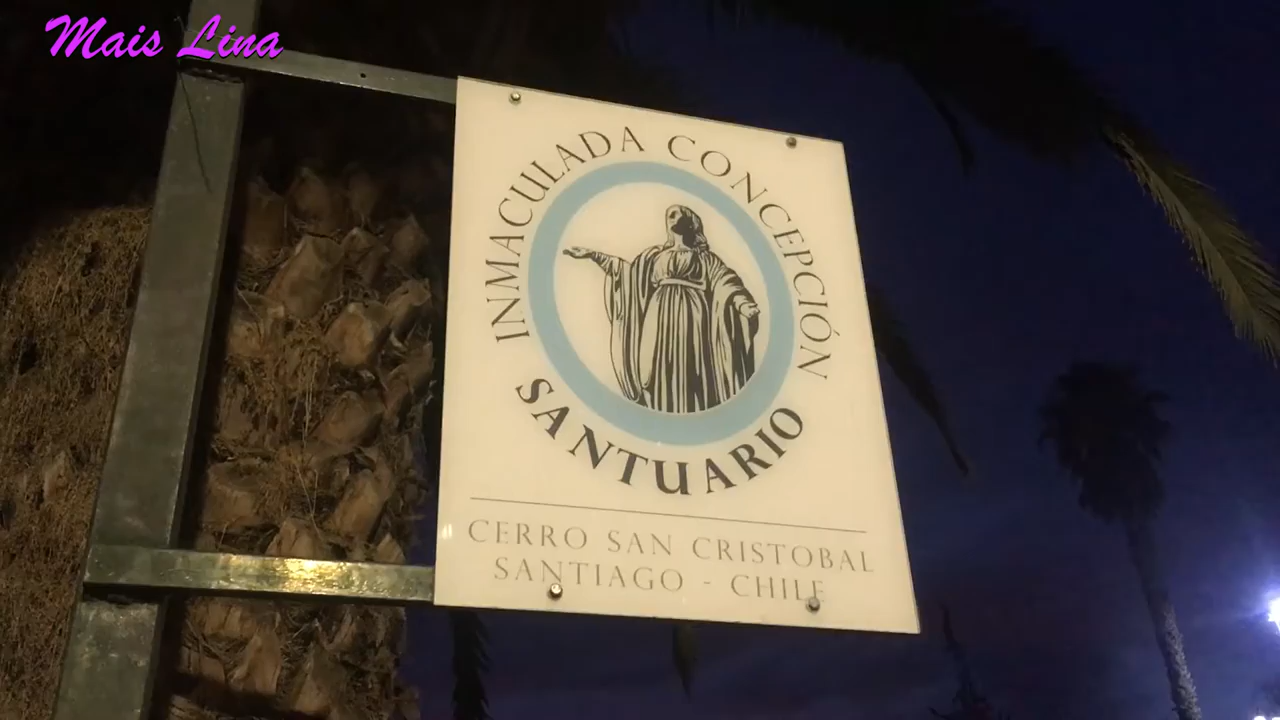 Mais Lina
INMACULADA CONCEPCIÓN
SANTUARIO
CERRO SAN CRISTOBAL
SANTIAGO - CHILE